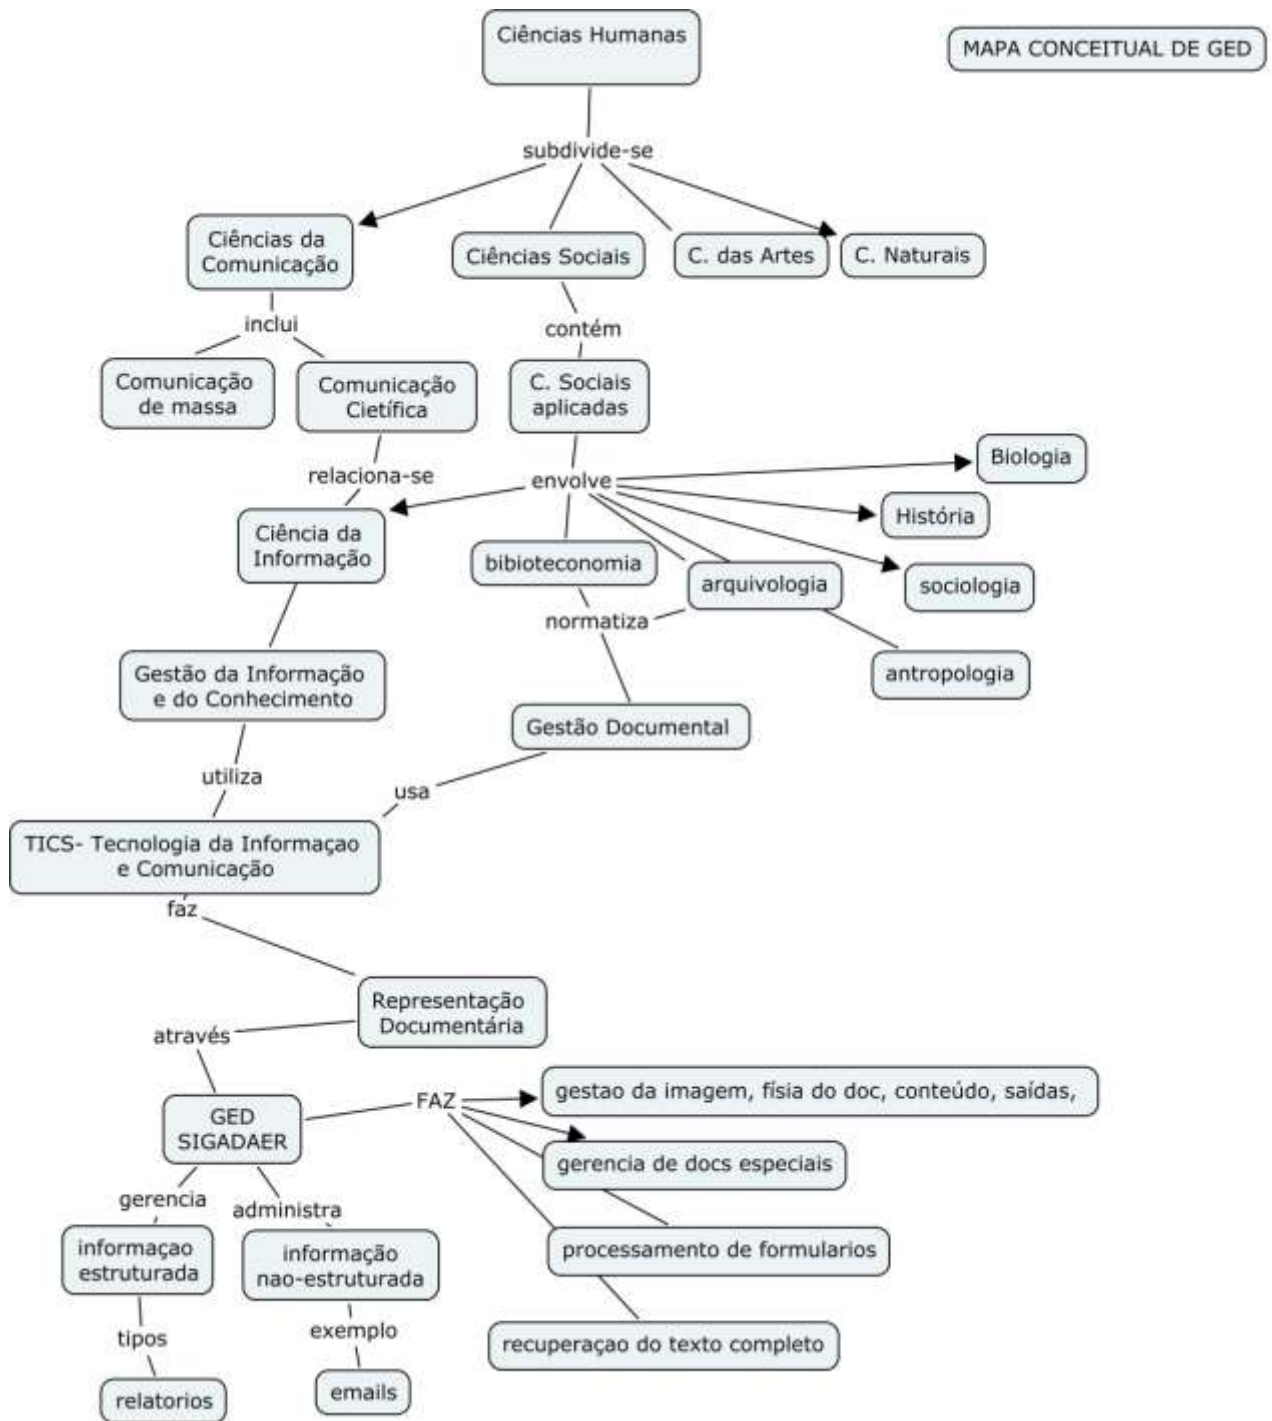 Ciências Humanas
MAPA CONCEITUAL DE GED
subdivide-se
Ciências da
Comunicação
Ciências Sociais
C. das Artes
C. Naturais
inclui
contém
Comunicação
de massa
Comunicação
Cietífica
C. Sociais
aplicadas
relaciona-se
envolve
Biologia
História
Ciência da
Informação
bibioteconomia
arquivologia
sociologia
normatiza
antropologia
Gestão da Informação
e do Conhecimento
Gestão Documental
utiliza
usa
TICS- Tecnologia da Informaçao
e Comunicação
faz
Representação
Documentária
através
GED
SIGADAER
FAZ
gestao da imagem, físia do doc, conteúdo, saídas,
gerencia de docs especiais
gerencia
administra
informaçao
estruturada
informação
nao-estruturada
processamento de formularios
tipos
exemplo
recuperaçao do texto completo
relatorios
emails